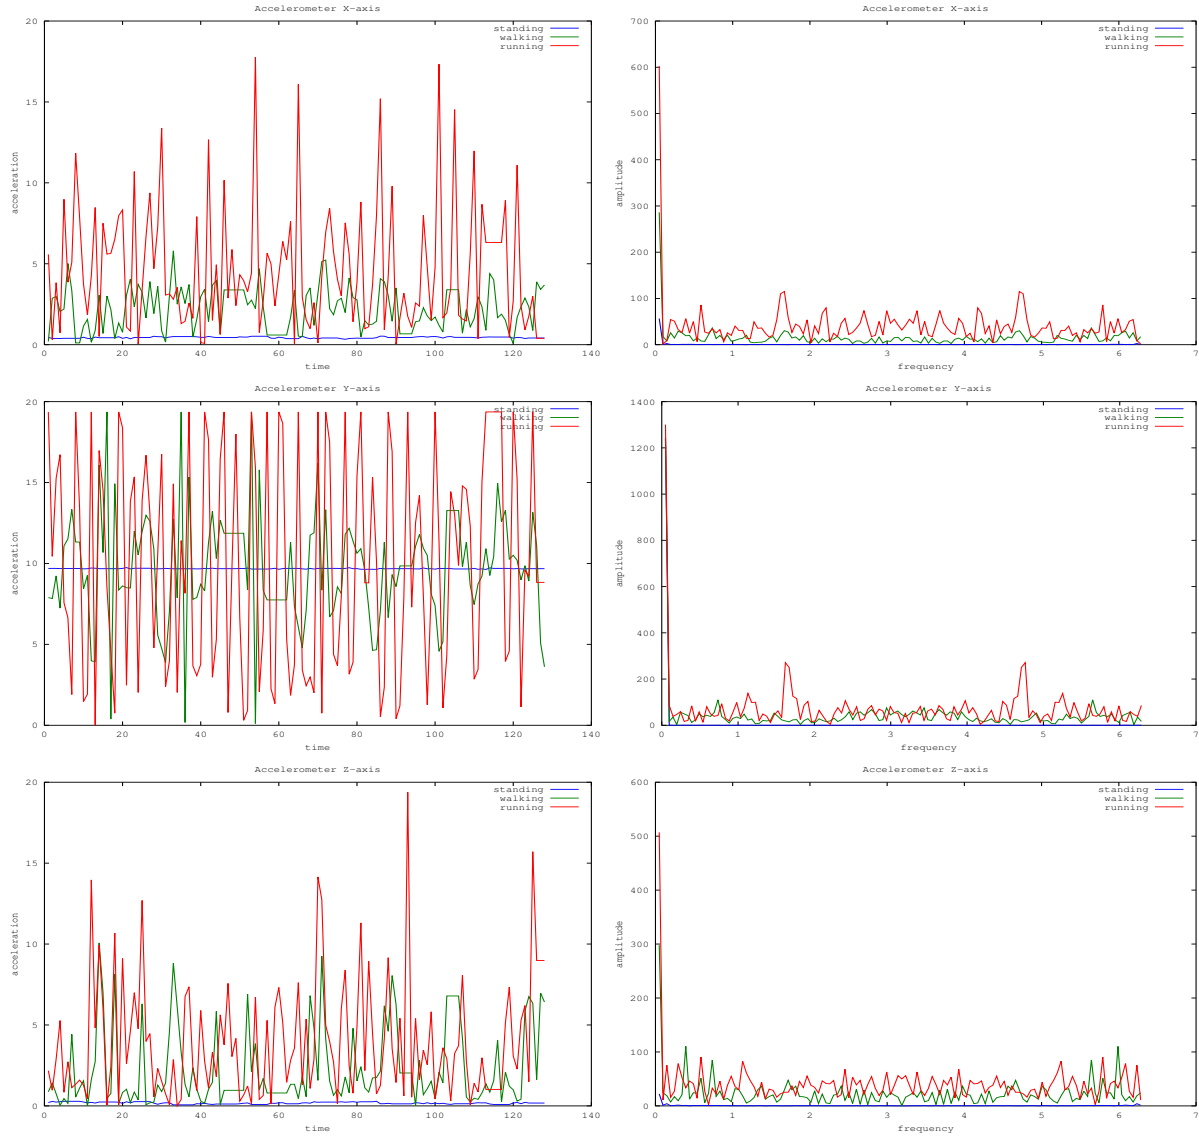 Accelerometer X-axis
standing
walking
running
20
15
10
5
0
acceleration
0 20 40 60 80 100 120 140
time
Accelerometer X-axis
standing
walking
running
700
600
500
400
300
200
100
0
amplitude
0 1 2 3 4 5 6 7
frequency
Accelerometer Y-axis
standing
walking
running
20
15
10
5
0
acceleration
0 20 40 60 80 100 120 140
time
Accelerometer Y-axis
standing
walking
running
1400
1200
1000
800
600
400
200
0
amplitude
0 1 2 3 4 5 6 7
frequency
Accelerometer Z-axis
standing
walking
running
20
15
10
5
0
acceleration
0 20 40 60 80 100 120 140
time
Accelerometer Z-axis
standing
walking
running
600
500
400
300
200
100
0
amplitude
0 1 2 3 4 5 6 7
frequency